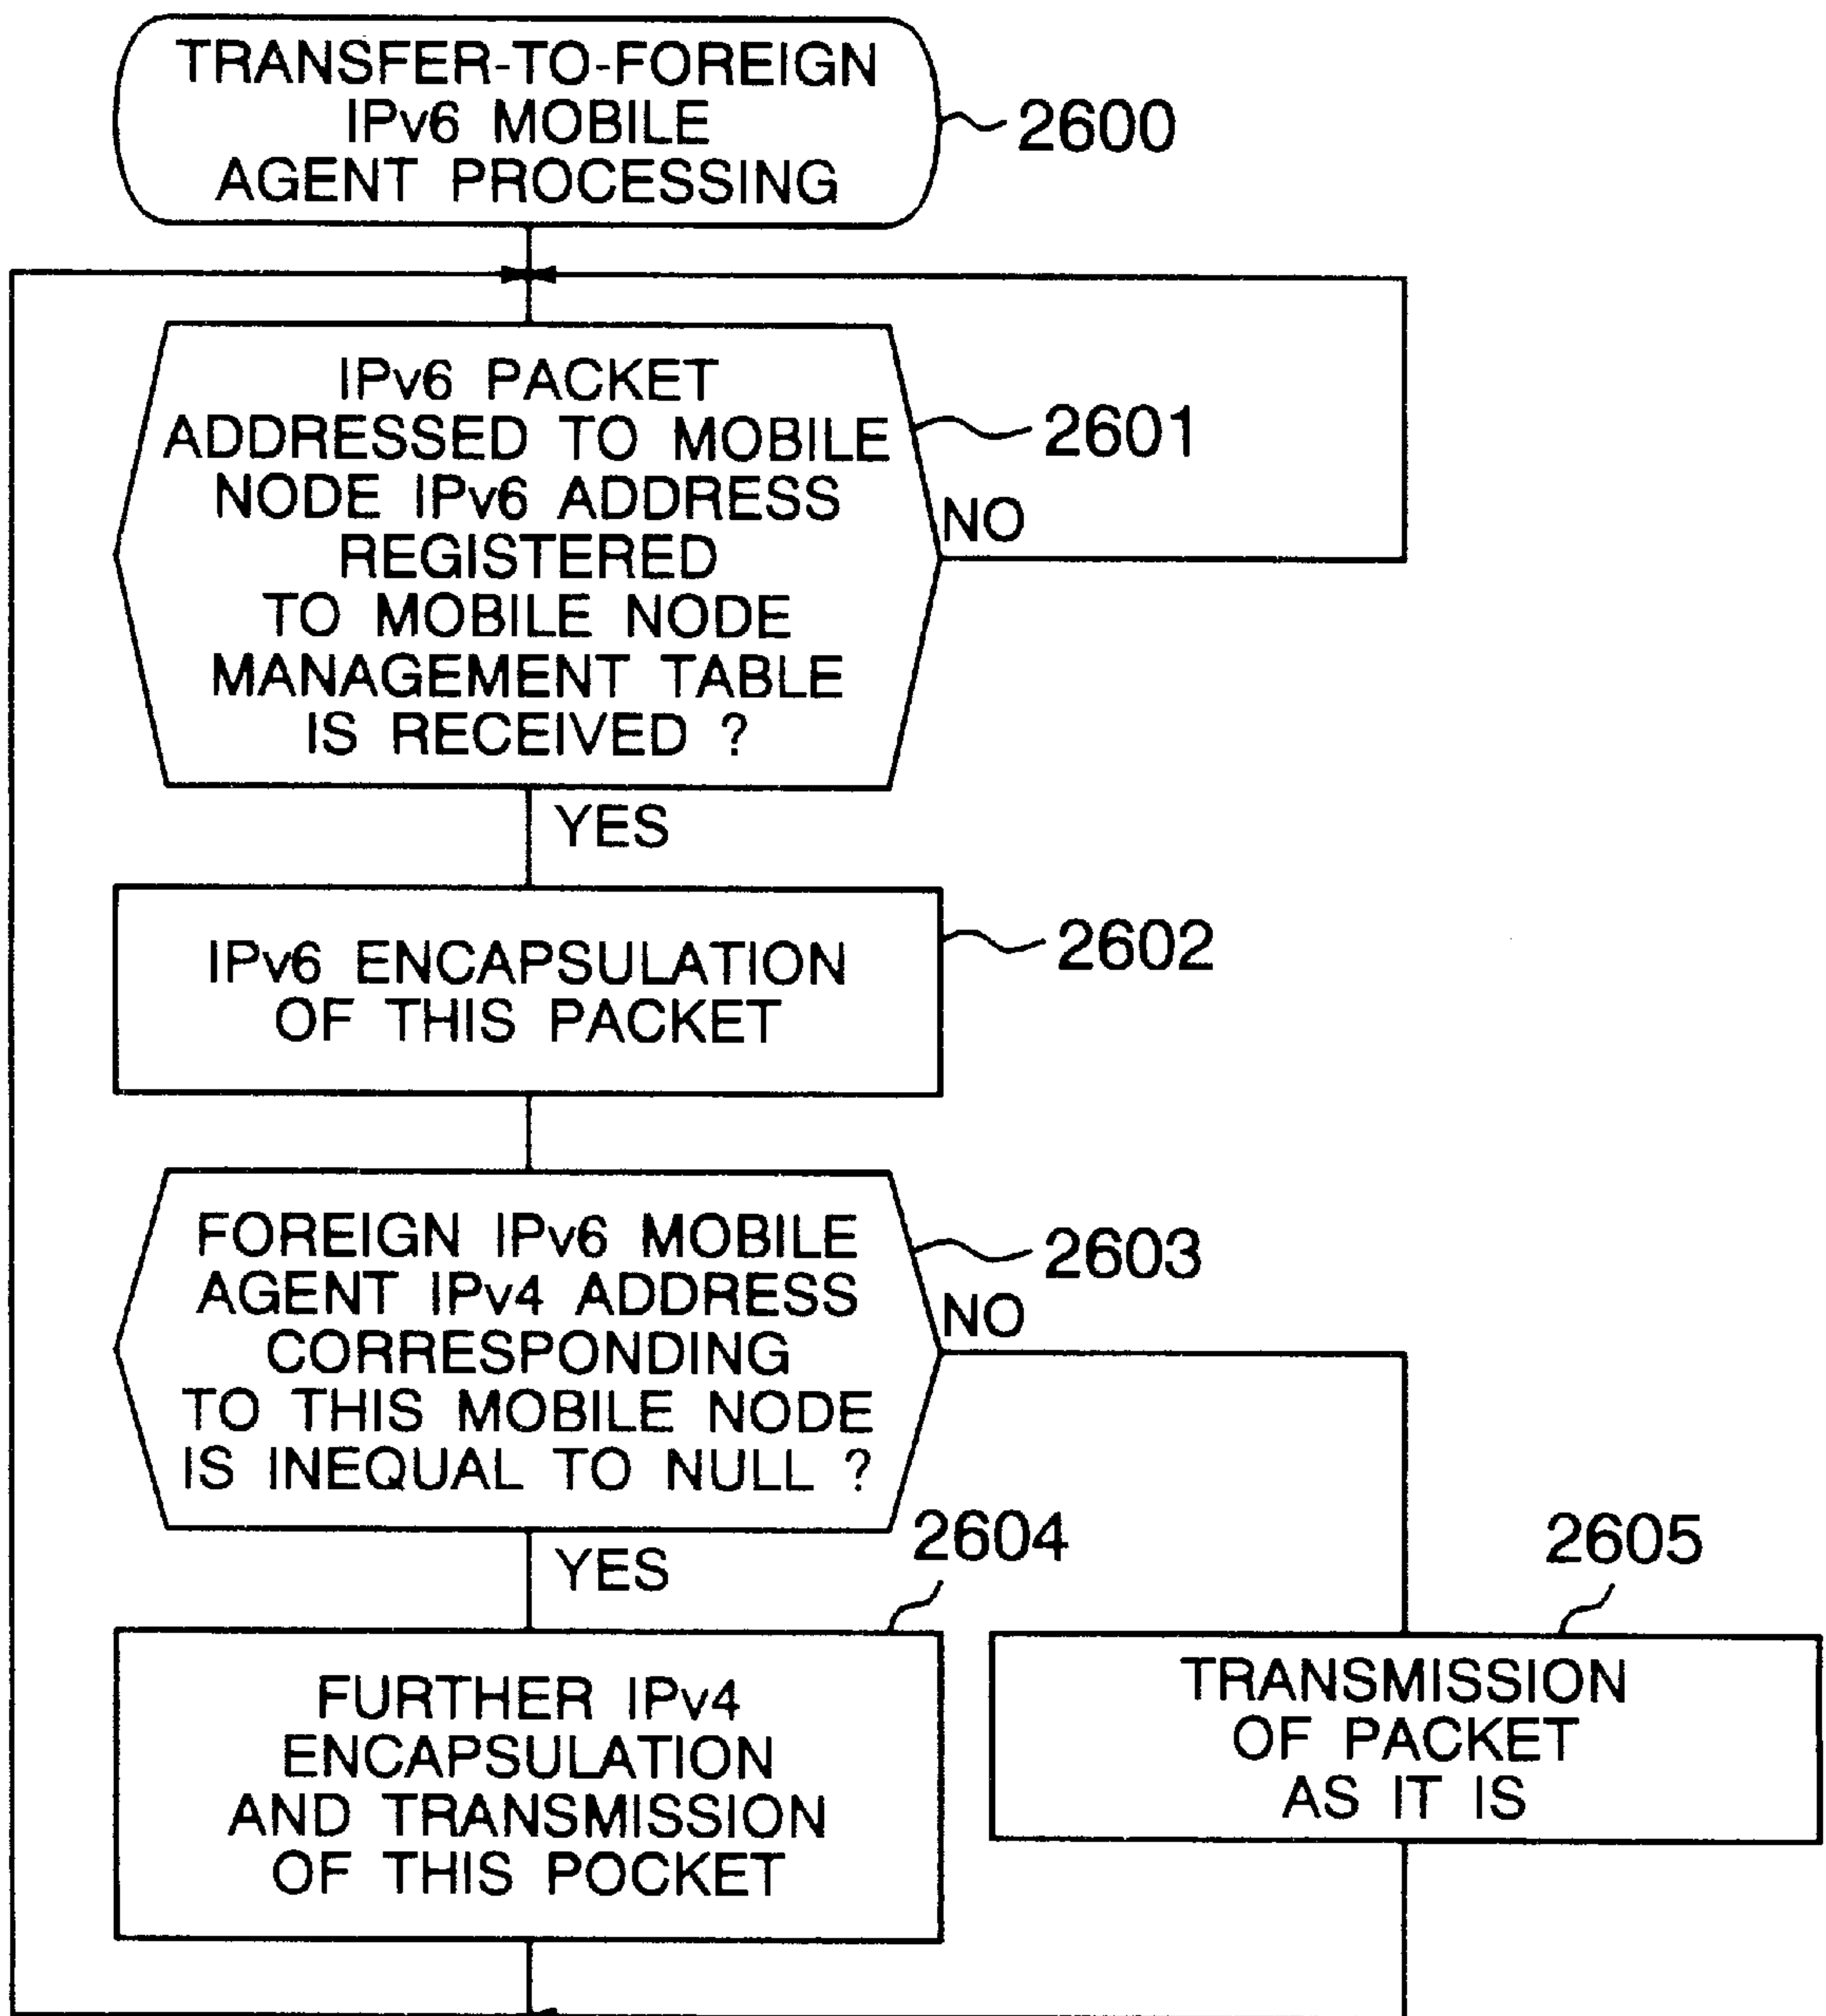 TRANSFER-TO-FOREIGN
IPv6 MOBILE
AGENT PROCESSING
2600
IPv6 PACKET
ADDRESSED TO MOBILE
NODE IPv6 ADDRESS
REGISTERED
TO MOBILE NODE
MANAGEMENT TABLE
IS RECEIVED ?
2601
NO
YES
IPv6 ENCAPSULATION
OF THIS PACKET
2602
FOREIGN IPv6 MOBILE
AGENT IPv4 ADDRESS
CORRESPONDING
TO THIS MOBILE NODE
IS INEQUAL TO NULL ?
2603
NO
YES
2604
FURTHER IPv4
ENCAPSULATION
AND TRANSMISSION
OF THIS POCKET
2605
TRANSMISSION
OF PACKET
AS IT IS